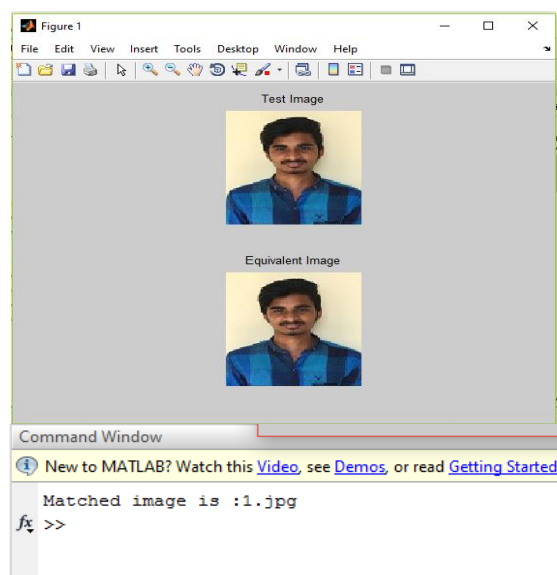 Figure 1
File Edit View Insert Tools Desktop Window Help
Test Image
Equivalent Image
Command Window
New to MATLAB? Watch this Video, see Demos, or read Getting Started
Matched image is :1.jpg
fx >>